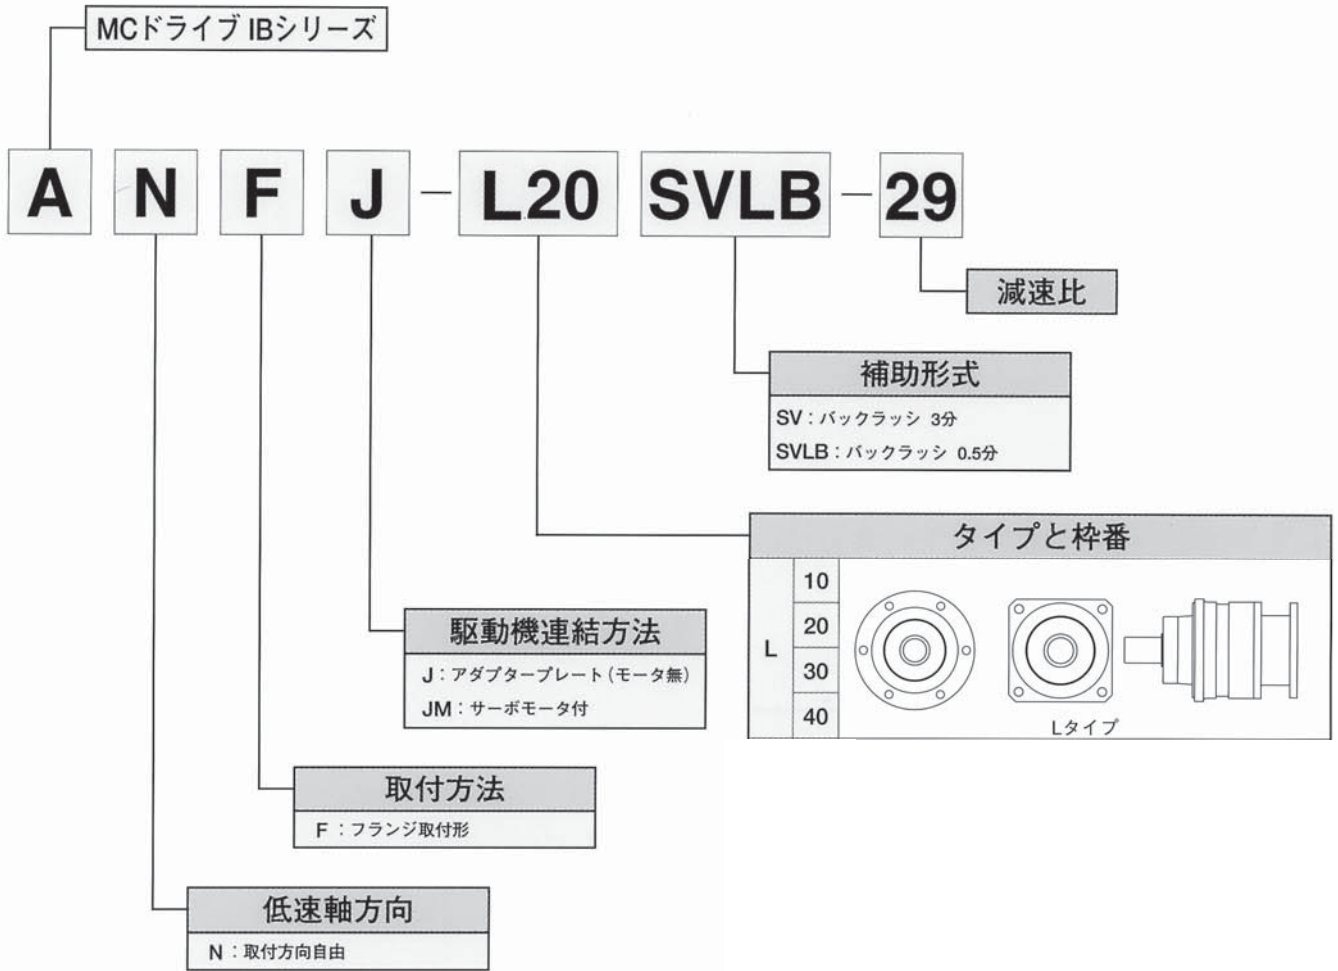 MCドライブ IBシリーズ
A N F J － L20 SVLB － 29
減速比
補助形式
SV：バックラッシ 3分
SVLB：バックラッシ 0.5分
タイプと枠番
L
10
20
30
40
Lタイプ
駆動機連結方法
J：アダプタープレート（モータ無）
JM：サーボモータ付
取付方法
F：フランジ取付形
低速軸方向
N：取付方向自由